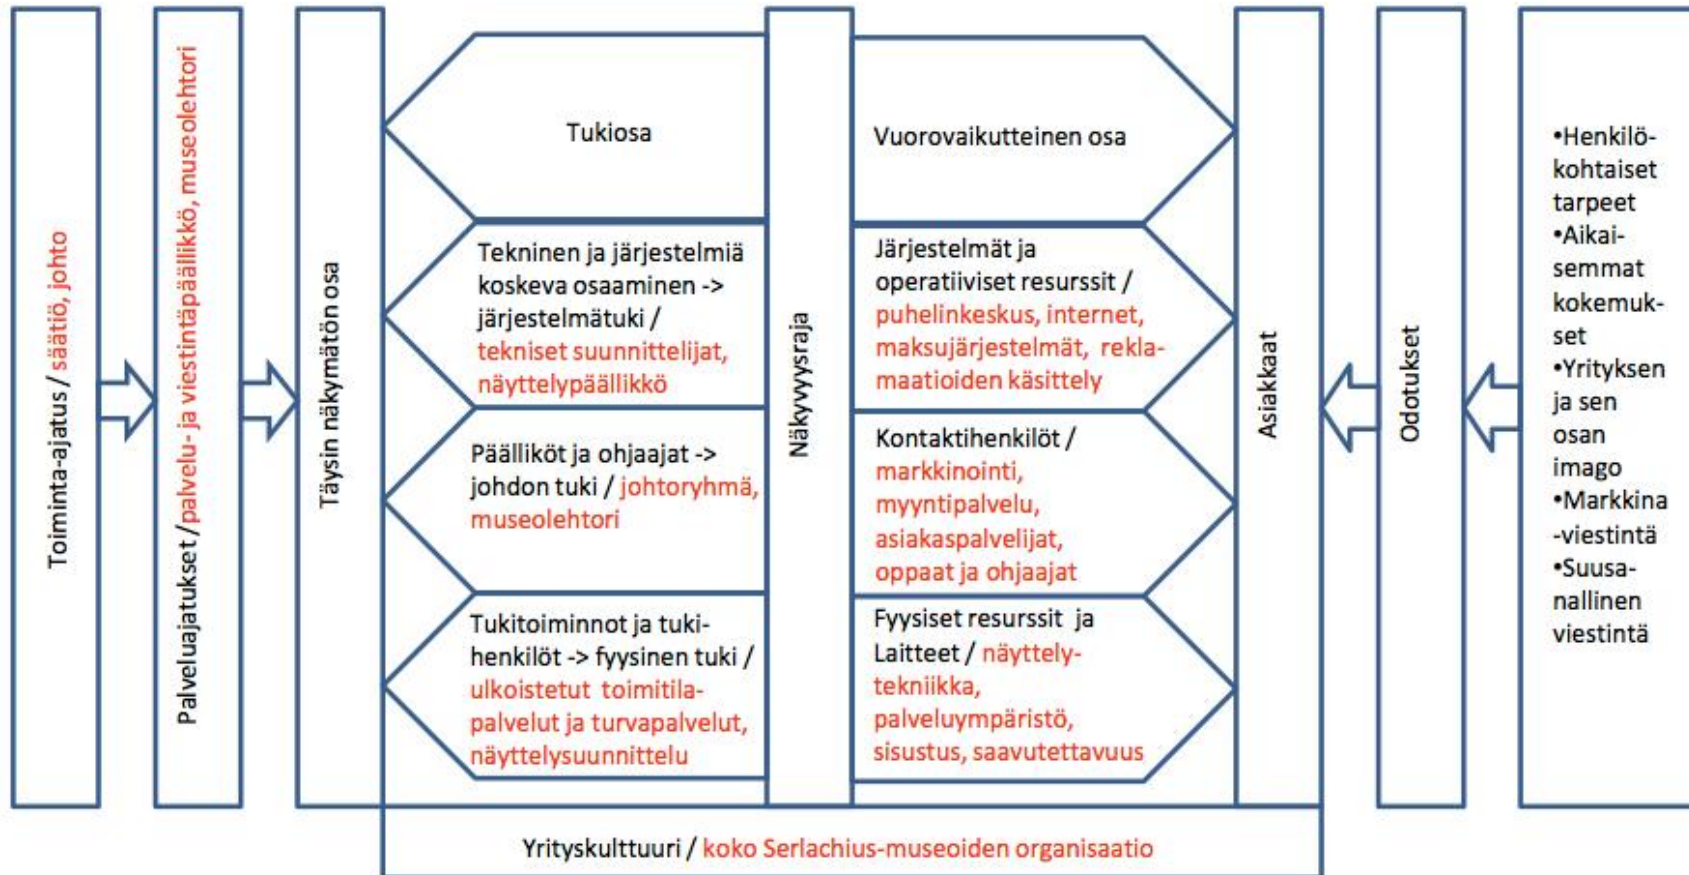 Toiminta-ajatus / säätiö, johto
Palveluajatukset / palvelu- ja viestintäpäällikkö, museolehtori
Täysin näkymätön osa
Tukiosa
Tekninen ja järjestelmiä
koskeva osaaminen ->
järjestelmätuki /
tekniset suunnittelijat,
näyttelypäällikkö
Päälliköt ja ohjaajat ->
johdon tuki / johtoryhmä,
museolehtori
Tukitoiminnot ja tuki-
henkilöt -> fyysinen tuki /
ulkoistetut toimitila-
palvelut ja turvapalvelut,
näyttelysuunnittelu
Näkyvyysraja
Vuorovaikutteinen osa
Järjestelmät ja
operatiiviset resurssit /
puhelinkeskus, internet,
maksujärjestelmät, rekla-
maatioiden käsittely
Kontaktihenkilöt /
markkinointi,
myyntipalvelu,
asiakaspalvelijat,
oppaat ja ohjaajat
Fyysiset resurssit ja
Laitteet / näyttely-
tekniikka,
palveluympäristö,
sisustus, saavutettavuus
Asiakkaat
Odotukset
•Henkilö-
kohtaiset
tarpeet
•Aikai-
semmat
kokemuk-
set
•Yrityksen
ja sen
osan
imago
•Markkina
-viestintä
•Suusa-
nallinen
viestintä
Yrityskulttuuri / koko Serlachius-museoiden organisaatio